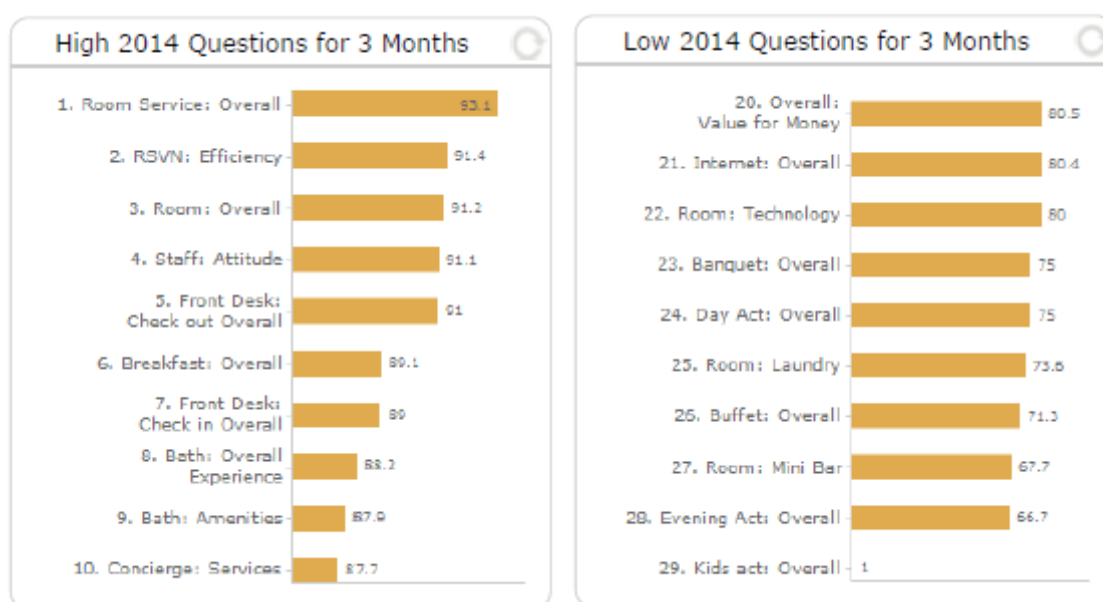 High 2014 Questions for 3 Months
1. Room Service: Overall
93.1
2. RSVN: Efficiency
91.4
3. Room: Overall
91.2
4. Staff: Attitude
91.1
5. Front Desk:
Check out Overall
91
6. Breakfast: Overall
89.1
7. Front Desk:
Check in Overall
89
8. Bath: Overall
Experience
88.2
9. Bath: Amenities
87.9
10. Concierge: Services
87.7
Low 2014 Questions for 3 Months
20. Overall:
Value for Money
80.5
21. Internet: Overall
80.4
22. Room: Technology
80
23. Banquet: Overall
75
24. Day Act: Overall
75
25. Room: Laundry
73.6
26. Buffet: Overall
71.3
27. Room: Mini Bar
67.7
28. Evening Act: Overall
66.7
29. Kids act: Overall
1